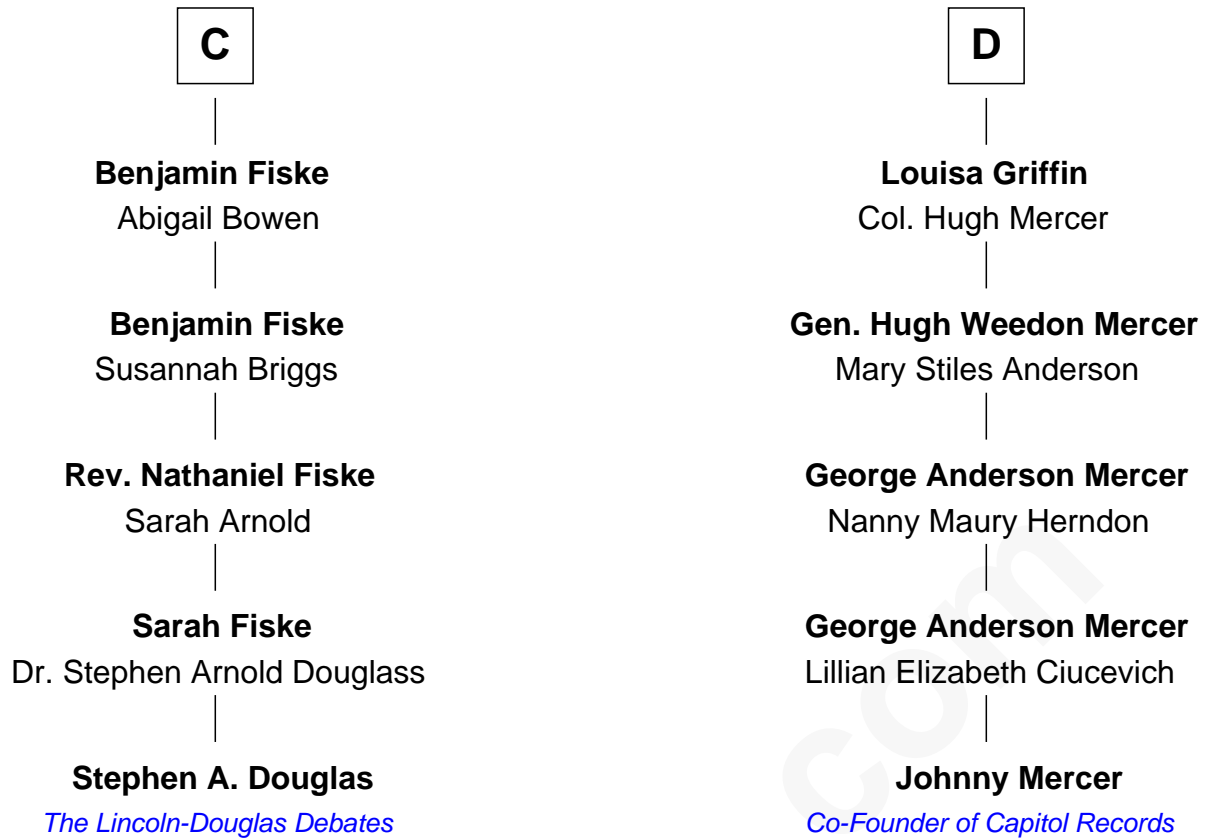 C
Benjamin Fiske
Abigail Bowen
Benjamin Fiske
Susannah Briggs
Rev. Nathaniel Fiske
Sarah Arnold
Sarah Fiske
Dr. Stephen Arnold Douglass
Stephen A. Douglas
The Lincoln-Douglas Debates
D
Louisa Griffin
Col. Hugh Mercer
Gen. Hugh Weedon Mercer
Mary Stiles Anderson
George Anderson Mercer
Nanny Maury Herndon
George Anderson Mercer
Lillian Elizabeth Ciucevich
Johnny Mercer
Co-Founder of Capitol Records
com